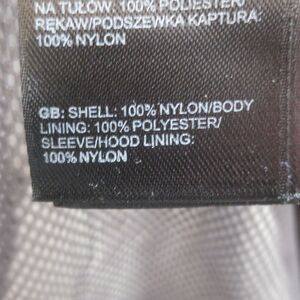 NA TUŁÓW: 100% POLIESTER/
RĘKAW/PODSZEWKA KAPTURA:
100% NYLON
GB: SHELL: 100% NYLON/BODY
LINING: 100% POLYESTER/
SLEEVE/HOOD LINING:
100% NYLON